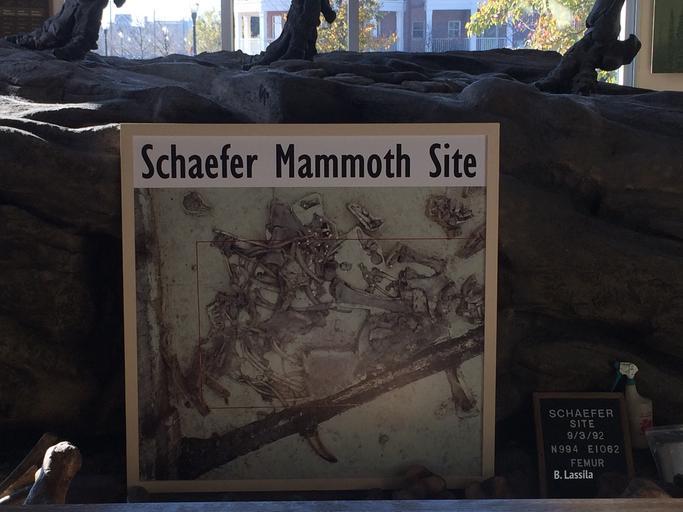 Schaefer Mammoth Site
SCHAEFER
SITE
9/3/92
N994 E1062
FEMUR
B. Lassila